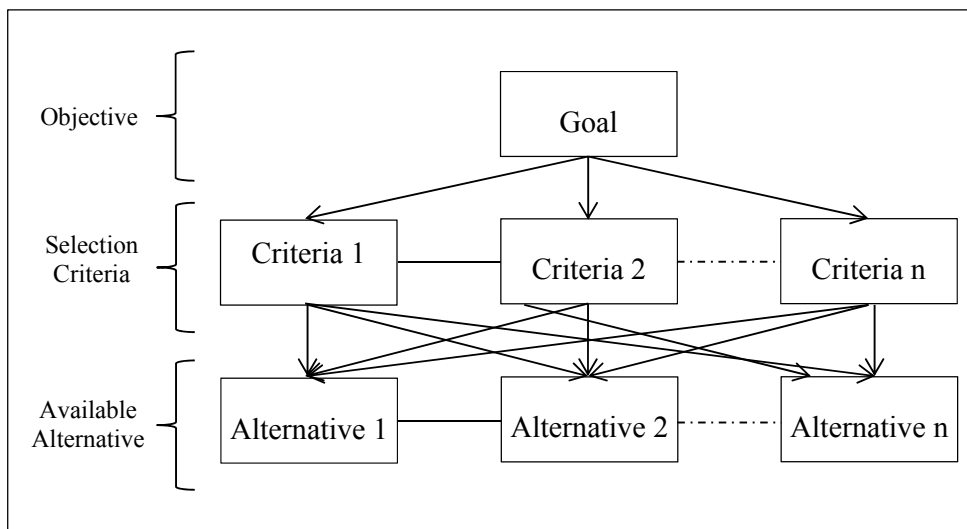 Objective
Goal
Selection
Criteria
Criteria 1
Criteria 2
Criteria n
Available
Alternative
Alternative 1
Alternative 2
Alternative n